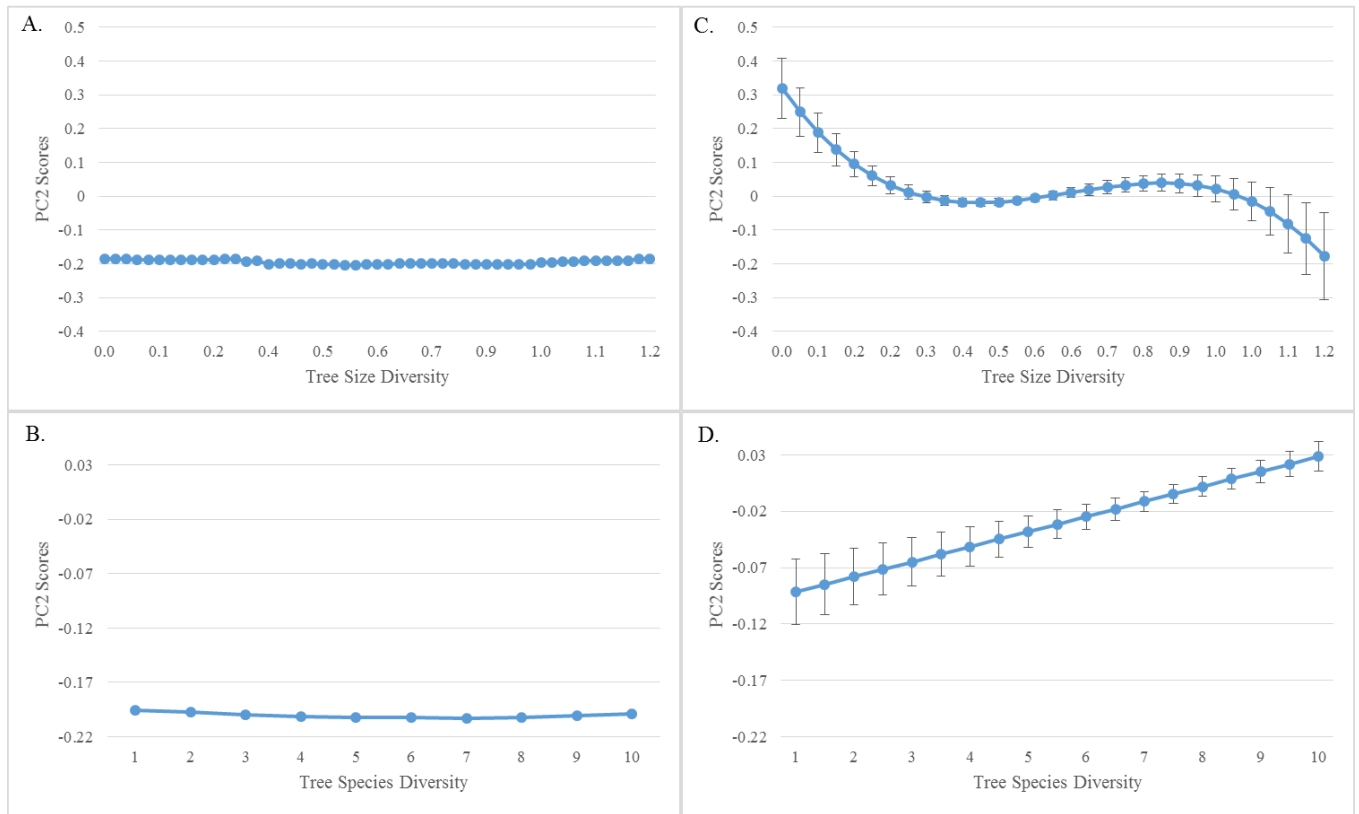 A.
0.5
0.4
0.3
0.2
0.1
0
-0.1
-0.2
-0.3
-0.4
PC2 Scores
0.0 0.1 0.2 0.4 0.5 0.6 0.7 0.9 1.0 1.1 1.2
Tree Size Diversity
C.
0.5
0.4
0.3
0.2
0.1
0
-0.1
-0.2
-0.3
-0.4
PC2 Scores
0.0 0.1 0.2 0.2 0.3 0.4 0.5 0.6 0.7 0.8 0.9 1.0 1.0 1.1 1.2
Tree Size Diversity
B.
0.03
-0.02
-0.07
-0.12
-0.17
-0.22
PC2 Scores
1 2 3 4 5 6 7 8 9 10
Tree Species Diversity
D.
0.03
-0.02
-0.07
-0.12
-0.17
-0.22
PC2 Scores
1 2 3 4 5 6 7 8 9 10
Tree Species Diversity